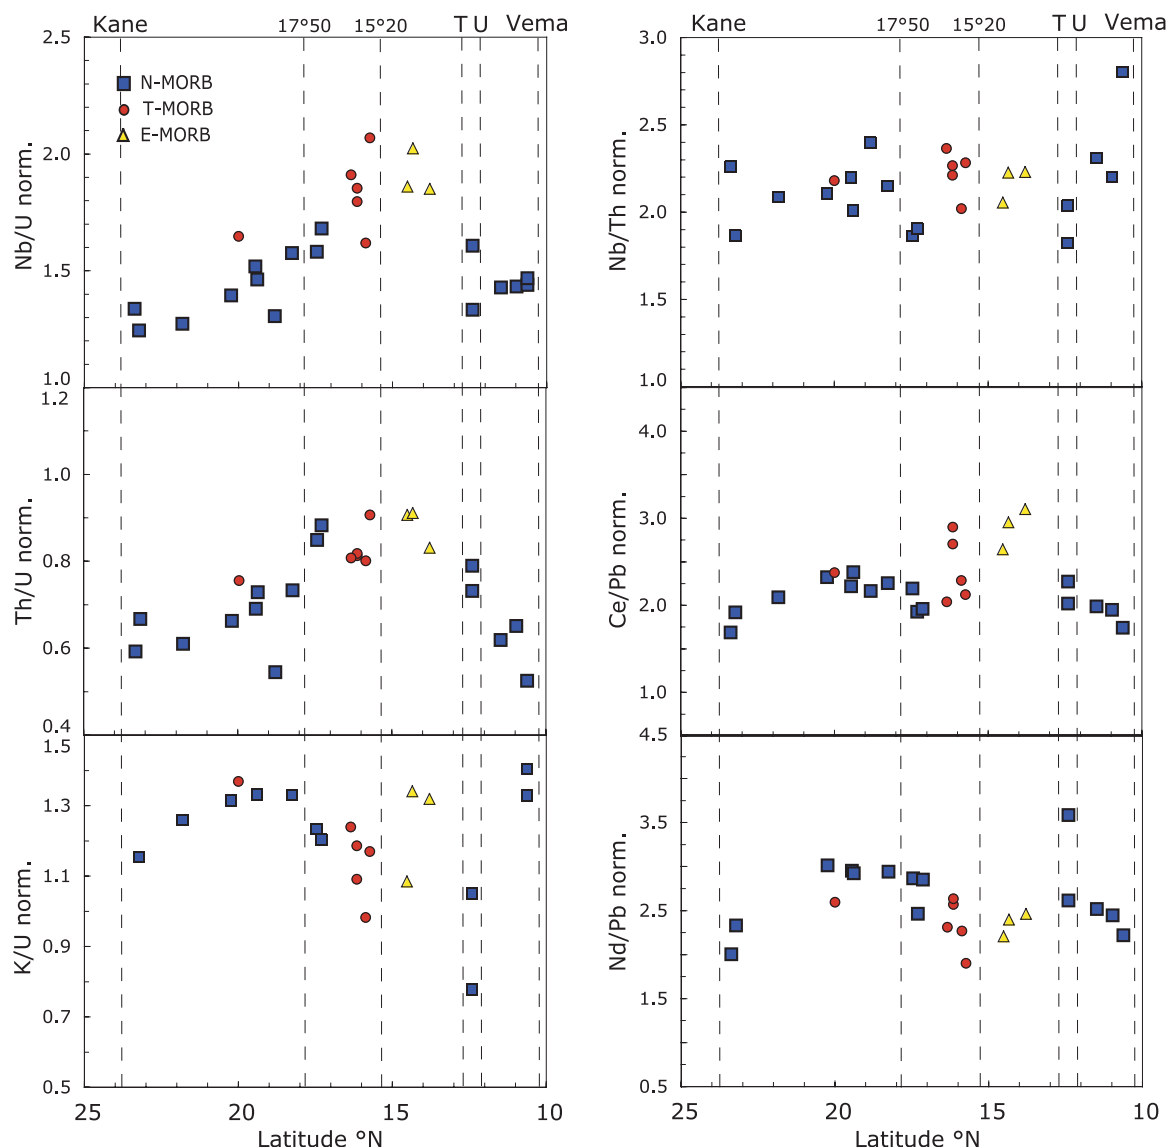 Kane 17°50 15°20 T U Vema
2.5
2.0
1.5
1.0
Nb/U norm.
N-MORB
T-MORB
E-MORB
1.2
1.0
0.8
0.6
0.4
Th/U norm.
1.5
1.3
1.1
0.9
0.7
0.5
K/U norm.
25 20 15 10
Latitude °N
Kane 17°50 15°20 T U Vema
3.0
2.5
2.0
1.5
1.0
Nb/Th norm.
4.0
3.0
2.0
1.0
Ce/Pb norm.
4.5
3.5
2.5
1.5
0.5
Nd/Pb norm.
25 20 15 10
Latitude °N